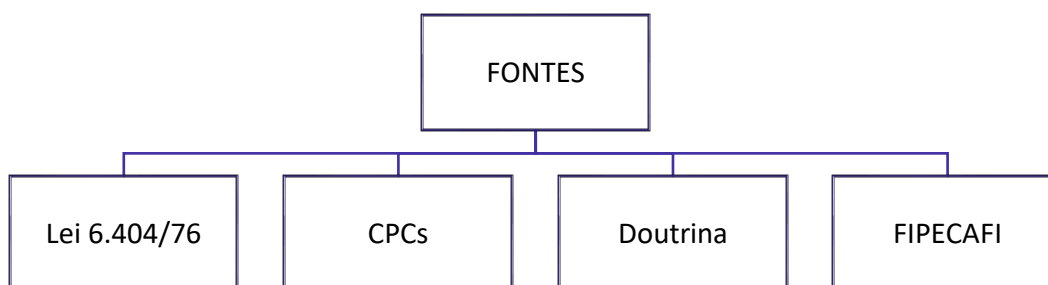 FONTES
Lei 6.404/76
CPCs
Doutrina
FIPECAFI